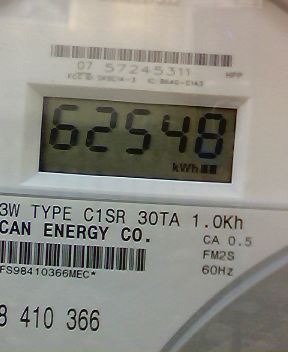 07 57245311
HPP
62548
kWh
3W TYPE C1SR 30TA 1.0Kh
CAN ENERGY CO.
CA 0.5
FM2S
60Hz
FS98410366MEC*
8 410 366